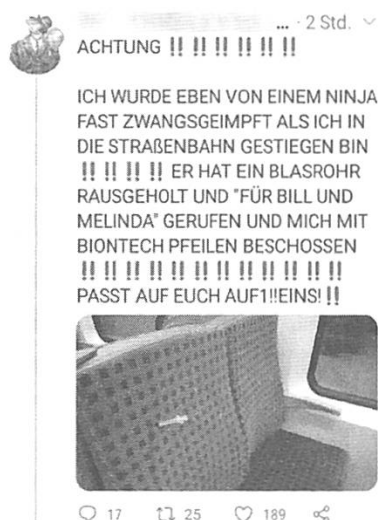 ... · 2 Std.
ACHTUNG ‼ ‼ ‼ ‼ ‼ ‼
ICH WURDE EBEN VON EINEM NINJA
FAST ZWANGSGEIMPFT ALS ICH IN
DIE STRAßENBAHN GESTIEGEN BIN
‼ ‼ ‼ ‼ ER HAT EIN BLASROHR
RAUSGEHOLT UND "FÜR BILL UND
MELINDA" GERUFEN UND MICH MIT
BIONTECH PFEILEN BESCHOSSEN
‼ ‼ ‼ ‼ ‼ ‼ ‼ ‼ ‼ ‼ ‼ ‼
PASST AUF EUCH AUF1‼EINS! ‼
17 25 189